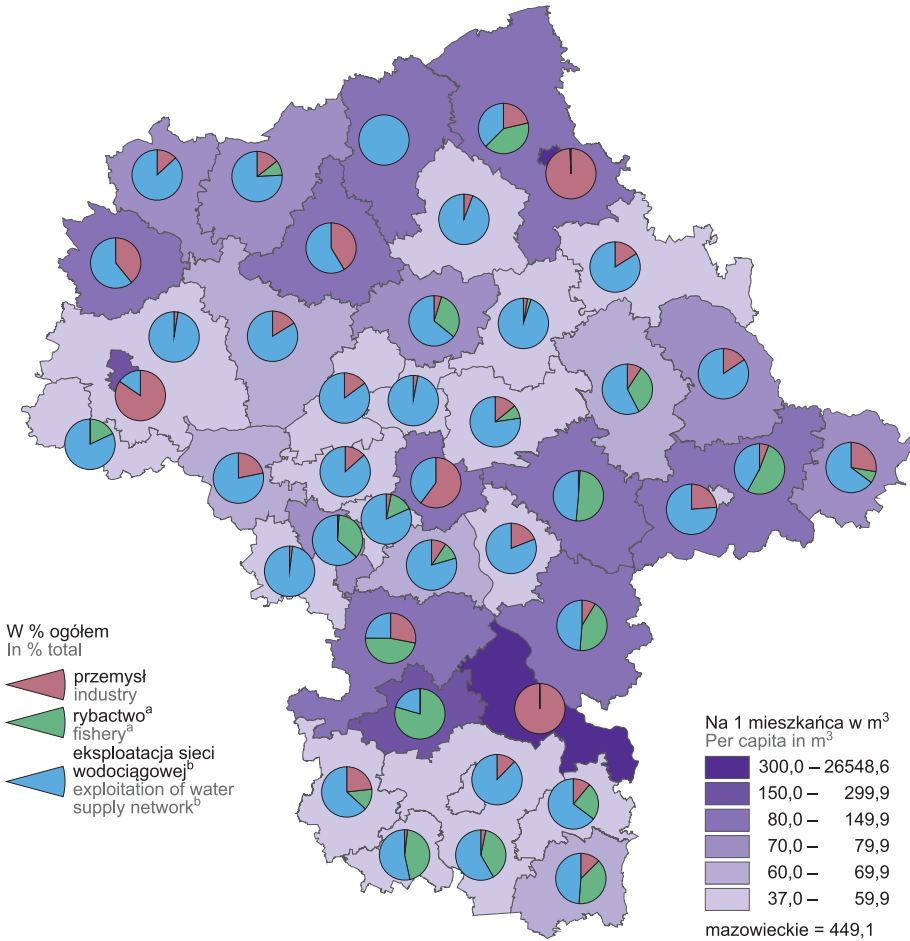 W % ogółem
In % total
przemysł
industry
rybactwoᵃ
fisheryᵃ
eksploatacja sieci
wodociągowejᵇ
exploitation of water
supply networkᵇ
Na 1 mieszkańca w m³
Per capita in m³
300,0 – 26548,6
150,0 – 299,9
80,0 – 149,9
70,0 – 79,9
60,0 – 69,9
37,0 – 59,9
mazowieckie = 449,1